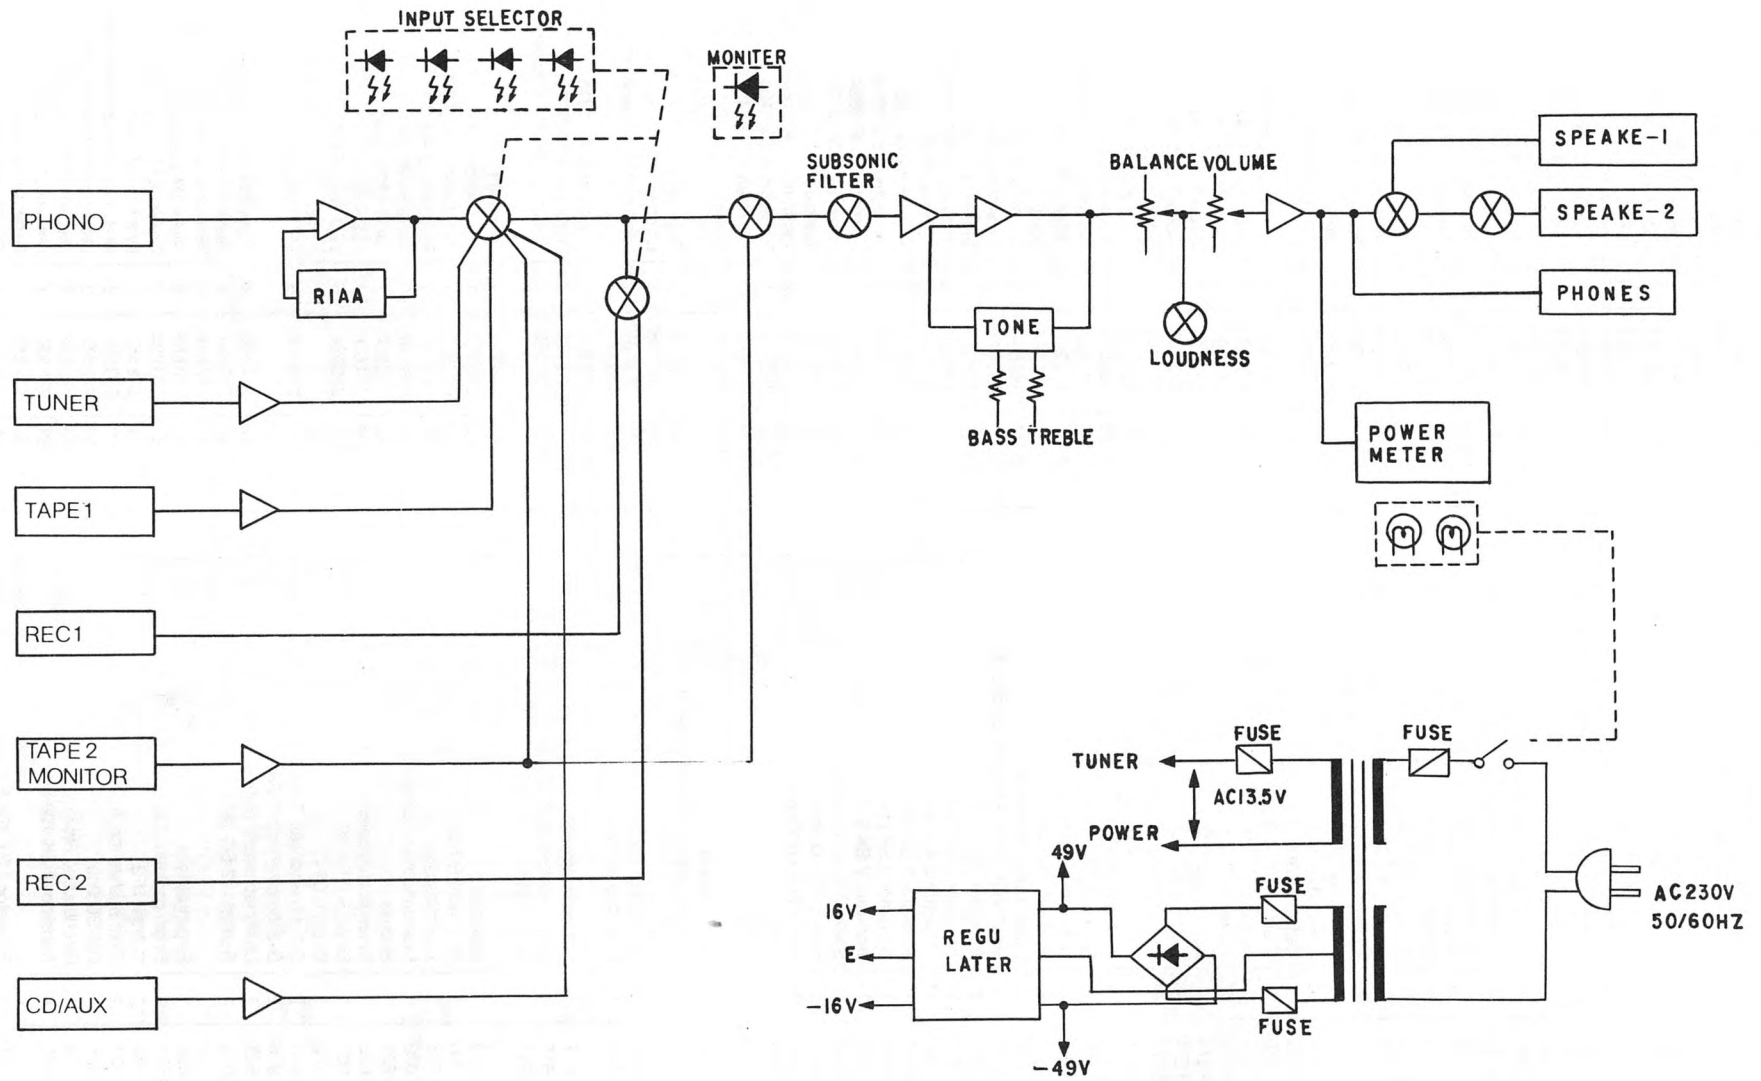 INPUT SELECTOR
MONITER
SUBSONIC
FILTER
BALANCE VOLUME
SPEAKE-1
PHONO
SPEAKE-2
RIAA
PHONES
TONE
LOUDNESS
TUNER
BASS TREBLE
POWER
METER
TAPE1
REC1
TAPE 2
MONITOR
FUSE
FUSE
TUNER
AC13.5V
POWER
49V
REC2
FUSE
AC230V
50/60HZ
16V
REGU
LATER
E
-16V
CD/AUX
FUSE
-49V